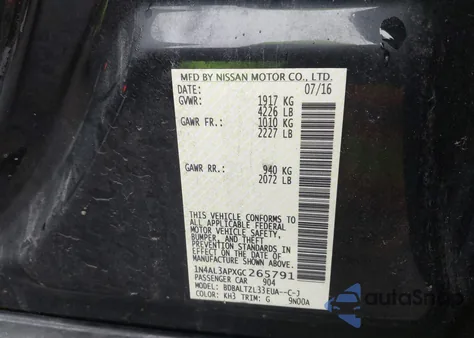 MFD BY NISSAN MOTOR CO., LTD.
DATE: 07/16
GVWR: 1917 KG
4226 LB
GAWR FR: 1010 KG
2227 LB
GAWR RR: 940 KG
2072 LB
THIS VEHICLE CONFORMS TO
ALL APPLICABLE FEDERAL
MOTOR VEHICLE SAFETY,
BUMPER, AND THEFT
PREVENTION STANDARDS IN
EFFECT ON THE DATE OF
MANUFACTURE SHOWN ABOVE.
1N4AL3APXGC265791
PASSENGER CAR 904
MODEL: BDBALTZL33EUA--C-J
COLOR: KH3 TRIM: G 9N00A
AutoSnap